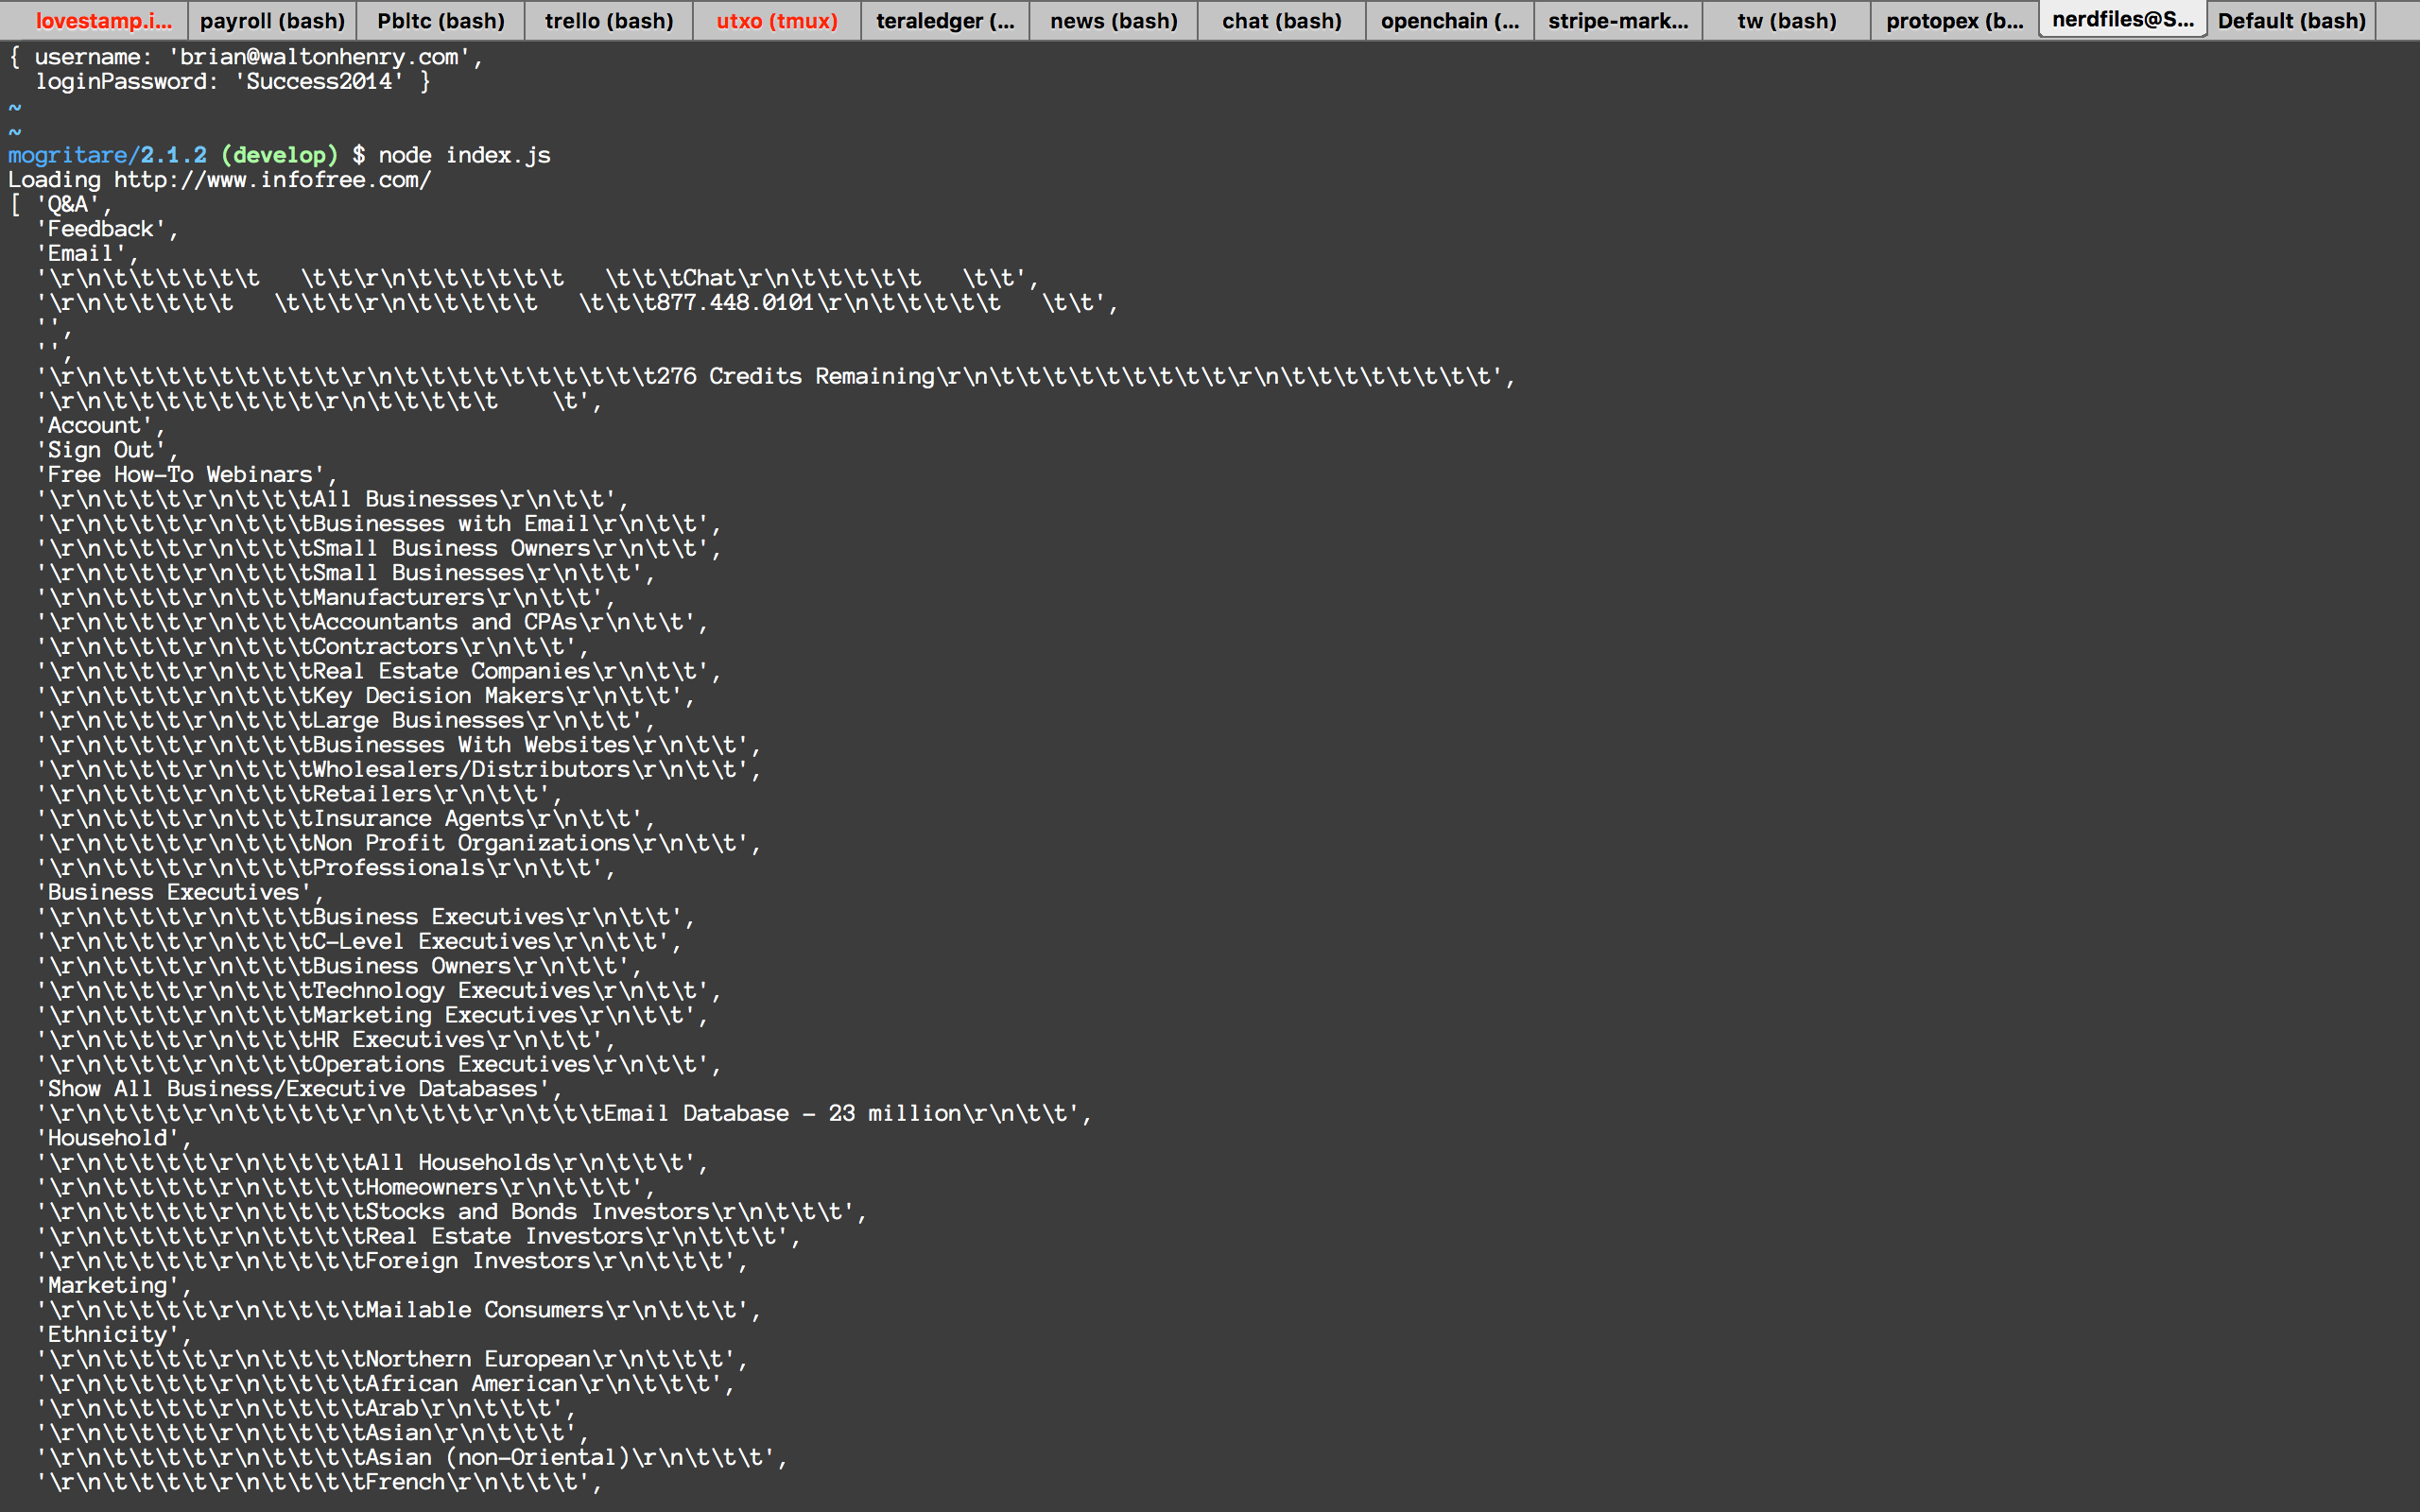 lovestamp.i... payroll (bash) Pbltc (bash) trello (bash) utxo (tmux) teraledger (... news (bash) chat (bash) openchain (... stripe-mark... tw (bash) protopex (b... nerdfiles@S... Default (bash)
{ username: 'brian@waltonhenry.com',
  loginPassword: 'Success2014' }
~
~
mogritare/2.1.2 (develop) $ node index.js
Loading http://www.infofree.com/
[ 'Q&A',
  'Feedback',
  'Email',
  '\r\n\t\t\t\t\t\t   \t\t\r\n\t\t\t\t\t\t   \t\t\tChat\r\n\t\t\t\t\t   \t\t',
  '\r\n\t\t\t\t\t   \t\t\t\r\n\t\t\t\t\t   \t\t\t877.448.0101\r\n\t\t\t\t\t   \t\t',
  '',
  '',
  '\r\n\t\t\t\t\t\t\t\t\t\r\n\t\t\t\t\t\t\t\t\t\t276 Credits Remaining\r\n\t\t\t\t\t\t\t\t\t\r\n\t\t\t\t\t\t\t\t',
  '\r\n\t\t\t\t\t\t\t\t\r\n\t\t\t\t\t    \t',
  'Account',
  'Sign Out',
  'Free How-To Webinars',
  '\r\n\t\t\t\r\n\t\t\tAll Businesses\r\n\t\t',
  '\r\n\t\t\t\r\n\t\t\tBusinesses with Email\r\n\t\t',
  '\r\n\t\t\t\r\n\t\t\tSmall Business Owners\r\n\t\t',
  '\r\n\t\t\t\r\n\t\t\tSmall Businesses\r\n\t\t',
  '\r\n\t\t\t\r\n\t\t\tManufacturers\r\n\t\t',
  '\r\n\t\t\t\r\n\t\t\tAccountants and CPAs\r\n\t\t',
  '\r\n\t\t\t\r\n\t\t\tContractors\r\n\t\t',
  '\r\n\t\t\t\r\n\t\t\tReal Estate Companies\r\n\t\t',
  '\r\n\t\t\t\r\n\t\t\tKey Decision Makers\r\n\t\t',
  '\r\n\t\t\t\r\n\t\t\tLarge Businesses\r\n\t\t',
  '\r\n\t\t\t\r\n\t\t\tBusinesses With Websites\r\n\t\t',
  '\r\n\t\t\t\r\n\t\t\tWholesalers/Distributors\r\n\t\t',
  '\r\n\t\t\t\r\n\t\t\tRetailers\r\n\t\t',
  '\r\n\t\t\t\r\n\t\t\tInsurance Agents\r\n\t\t',
  '\r\n\t\t\t\r\n\t\t\tNon Profit Organizations\r\n\t\t',
  '\r\n\t\t\t\r\n\t\t\tProfessionals\r\n\t\t',
  'Business Executives',
  '\r\n\t\t\t\r\n\t\t\tBusiness Executives\r\n\t\t',
  '\r\n\t\t\t\r\n\t\t\tC-Level Executives\r\n\t\t',
  '\r\n\t\t\t\r\n\t\t\tBusiness Owners\r\n\t\t',
  '\r\n\t\t\t\r\n\t\t\tTechnology Executives\r\n\t\t',
  '\r\n\t\t\t\r\n\t\t\tMarketing Executives\r\n\t\t',
  '\r\n\t\t\t\r\n\t\t\tHR Executives\r\n\t\t',
  '\r\n\t\t\t\r\n\t\t\tOperations Executives\r\n\t\t',
  'Show All Business/Executive Databases',
  '\r\n\t\t\t\t\r\n\t\t\t\t\r\n\t\t\t\r\n\t\t\tEmail Database - 23 million\r\n\t\t',
  'Household',
  '\r\n\t\t\t\t\r\n\t\t\t\tAll Households\r\n\t\t\t',
  '\r\n\t\t\t\t\r\n\t\t\t\tHomeowners\r\n\t\t\t',
  '\r\n\t\t\t\t\r\n\t\t\t\tStocks and Bonds Investors\r\n\t\t\t',
  '\r\n\t\t\t\t\r\n\t\t\t\tReal Estate Investors\r\n\t\t\t',
  '\r\n\t\t\t\t\r\n\t\t\t\tForeign Investors\r\n\t\t\t',
  'Marketing',
  '\r\n\t\t\t\t\r\n\t\t\t\tMailable Consumers\r\n\t\t\t',
  'Ethnicity',
  '\r\n\t\t\t\t\r\n\t\t\t\tNorthern European\r\n\t\t\t',
  '\r\n\t\t\t\t\r\n\t\t\t\tAfrican American\r\n\t\t\t',
  '\r\n\t\t\t\t\r\n\t\t\t\tArab\r\n\t\t\t',
  '\r\n\t\t\t\t\r\n\t\t\t\tAsian\r\n\t\t\t',
  '\r\n\t\t\t\t\r\n\t\t\t\tAsian (non-Oriental)\r\n\t\t\t',
  '\r\n\t\t\t\t\r\n\t\t\t\tFrench\r\n\t\t\t',